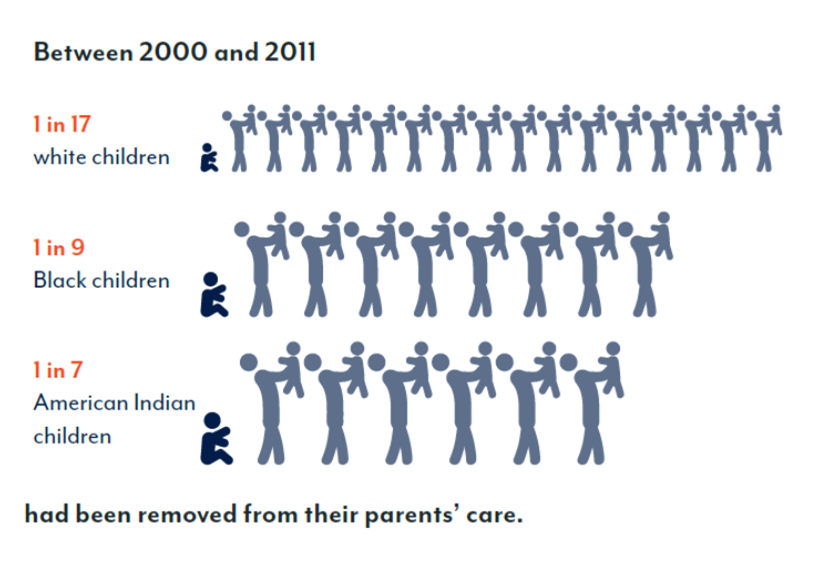 Between 2000 and 2011
1 in 17
white children
1 in 9
Black children
1 in 7
American Indian
children
had been removed from their parents’ care.